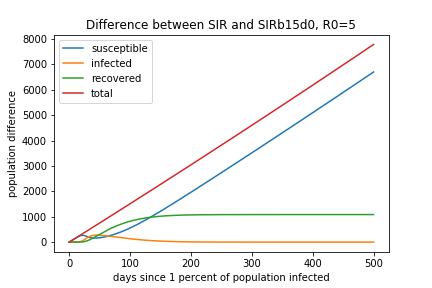 Difference between SIR and SIRb15d0, R0=5
population difference
8000
7000
6000
5000
4000
3000
2000
1000
0
susceptible
infected
recovered
total
0 100 200 300 400 500
days since 1 percent of population infected